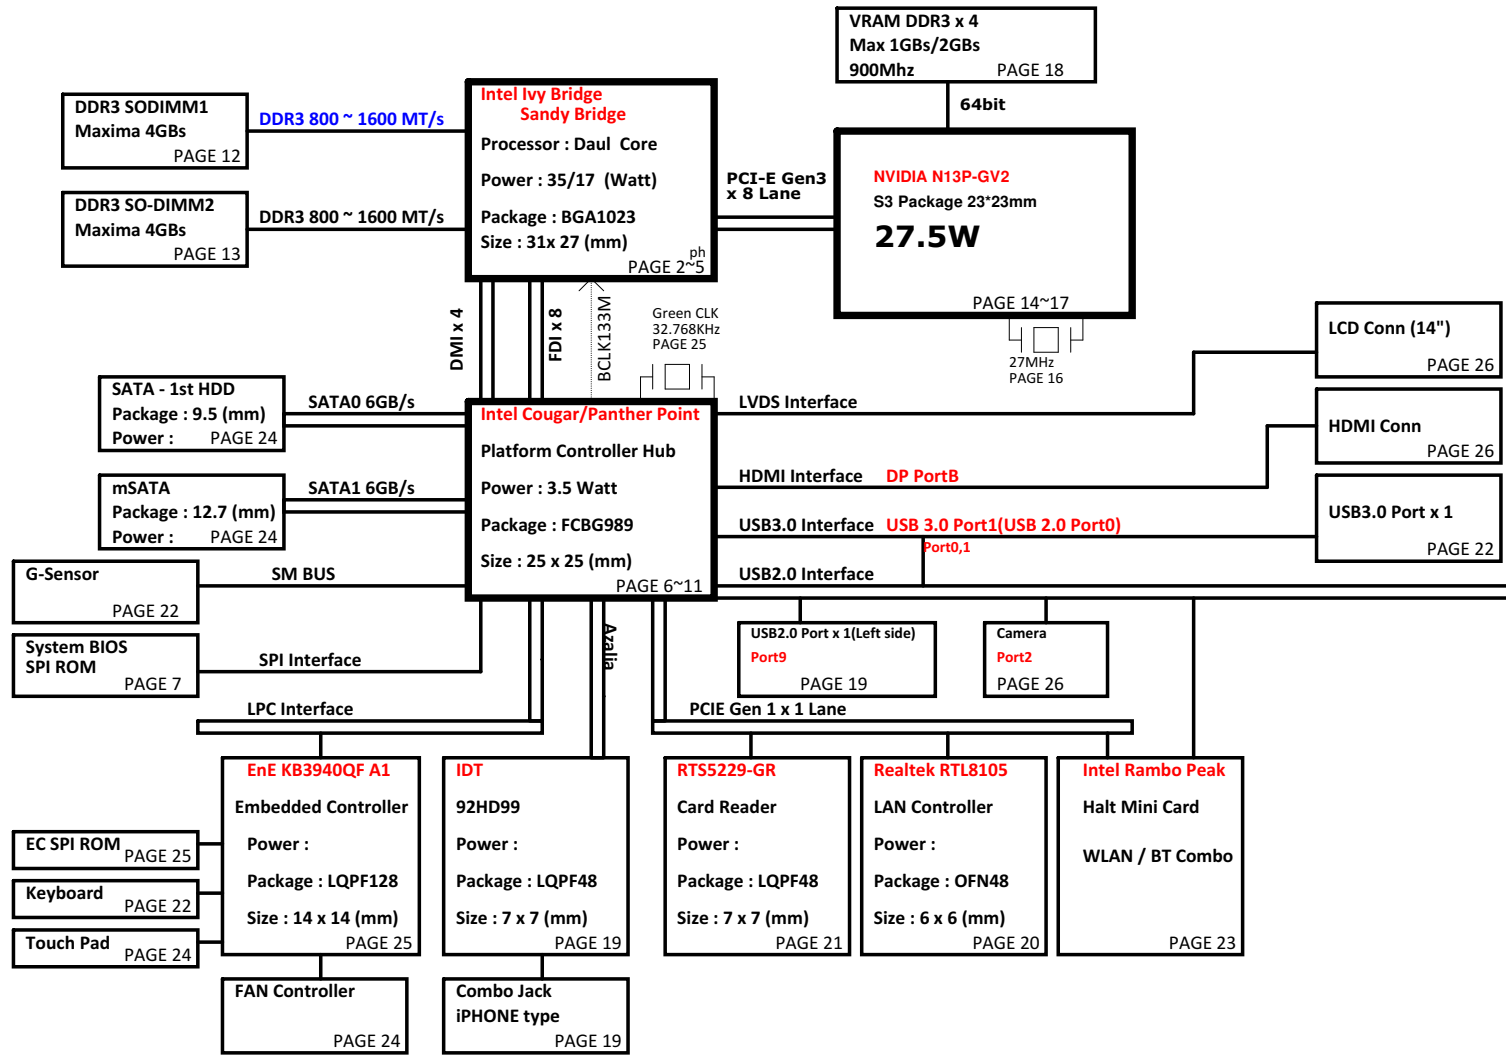 VRAM DDR3 x 4
Max 1GBs/2GBs
900Mhz PAGE 18
64bit
DDR3 SODIMM1
Maxima 4GBs
PAGE 12
DDR3 800 ~ 1600 MT/s
DDR3 SO-DIMM2
Maxima 4GBs
PAGE 13
DDR3 800 ~ 1600 MT/s
Intel Ivy Bridge
Sandy Bridge
Processor : Daul Core
Power : 35/17 (Watt)
Package : BGA1023
Size : 31x 27 (mm)
ph
PAGE 2~5
PCI-E Gen3
x 8 Lane
NVIDIA N13P-GV2
S3 Package 23*23mm
27.5W
PAGE 14~17
27MHz
PAGE 16
DMI x 4
FDI x 8
BCLK133M
Green CLK
32.768KHz
PAGE 25
LCD Conn (14")
PAGE 26
HDMI Conn
PAGE 26
USB3.0 Port x 1
PAGE 22
SATA - 1st HDD
Package : 9.5 (mm)
Power : PAGE 24
SATA0 6GB/s
mSATA
Package : 12.7 (mm)
Power : PAGE 24
SATA1 6GB/s
Intel Cougar/Panther Point
Platform Controller Hub
Power : 3.5 Watt
Package : FCBG989
Size : 25 x 25 (mm)
PAGE 6~11
LVDS Interface
HDMI Interface DP PortB
USB3.0 Interface USB 3.0 Port1(USB 2.0 Port0)
Port0,1
USB2.0 Interface
G-Sensor
PAGE 22
SM BUS
System BIOS
SPI ROM
PAGE 7
SPI Interface
Azalia
USB2.0 Port x 1(Left side)
Port9
PAGE 19
Camera
Port2
PAGE 26
LPC Interface
PCIE Gen 1 x 1 Lane
EnE KB3940QF A1
Embedded Controller
Power :
Package : LQPF128
Size : 14 x 14 (mm)
PAGE 25
IDT
92HD99
Power :
Package : LQPF48
Size : 7 x 7 (mm)
PAGE 19
RTS5229-GR
Card Reader
Power :
Package : LQPF48
Size : 7 x 7 (mm)
PAGE 21
Realtek RTL8105
LAN Controller
Power :
Package : OFN48
Size : 6 x 6 (mm)
PAGE 20
Intel Rambo Peak
Halt Mini Card
WLAN / BT Combo
PAGE 23
EC SPI ROM PAGE 25
Keyboard PAGE 22
Touch Pad PAGE 24
FAN Controller
PAGE 24
Combo Jack
iPHONE type
PAGE 19